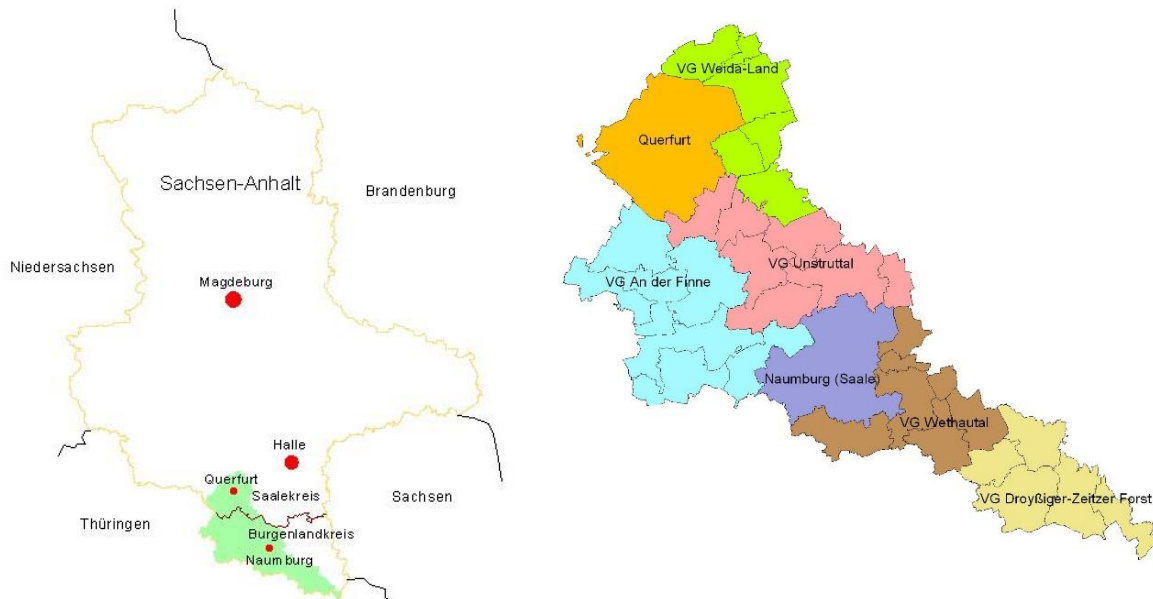 Sachsen-Anhalt
Brandenburg
Niedersachsen
Magdeburg
Halle
Querfurt
Saalekreis
Sachsen
Thüringen
Burgenlandkreis
Naumburg
VG Weida-Land
Querfurt
VG Unstruttal
VG An der Finne
Naumburg (Saale)
VG Wethautal
VG Droyßiger-Zeitzer Forst